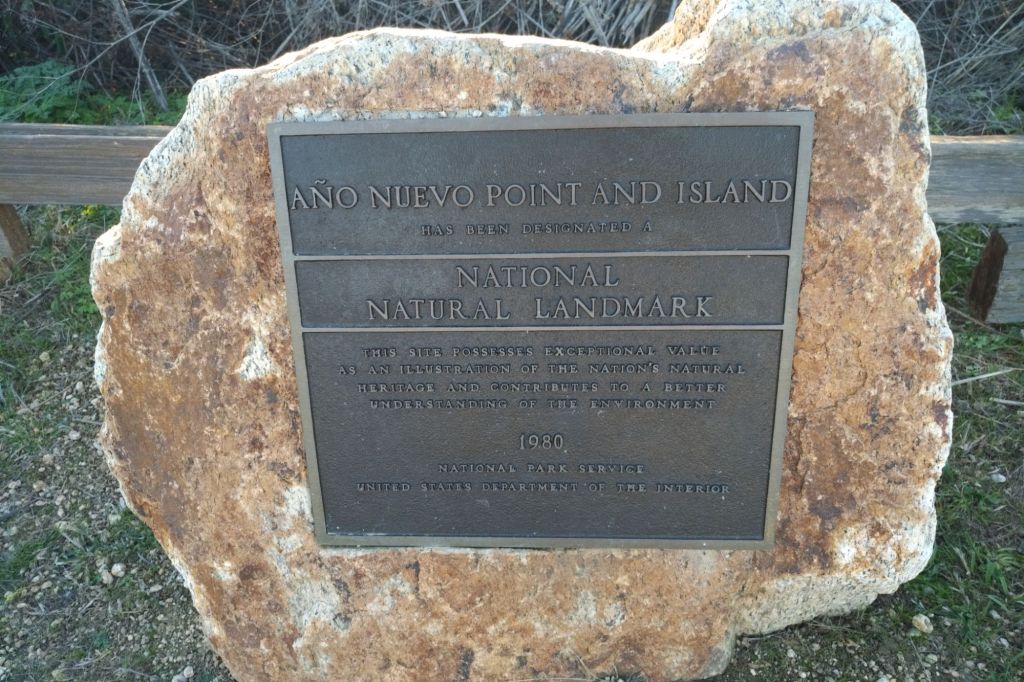 AÑO NUEVO POINT AND ISLAND
HAS BEEN DESIGNATED A
NATIONAL
NATURAL LANDMARK
THIS SITE POSSESSES EXCEPTIONAL VALUE
AS AN ILLUSTRATION OF THE NATION'S NATURAL
HERITAGE AND CONTRIBUTES TO A BETTER
UNDERSTANDING OF THE ENVIRONMENT
1980
NATIONAL PARK SERVICE
UNITED STATES DEPARTMENT OF THE INTERIOR